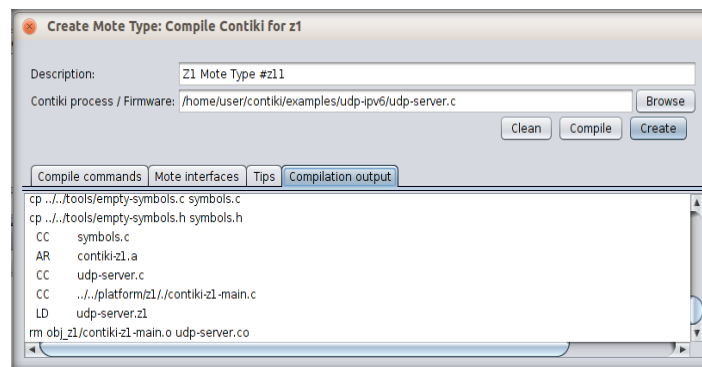 Create Mote Type: Compile Contiki for z1
Description: Z1 Mote Type #z11
Contiki process / Firmware: /home/user/contiki/examples/udp-ipv6/udp-server.c Browse
Clean Compile Create
Compile commands Mote interfaces Tips Compilation output
cp ../../tools/empty-symbols.c symbols.c
cp ../../tools/empty-symbols.h symbols.h
CC symbols.c
AR contiki-z1.a
CC udp-server.c
CC ../../platform/z1/./contiki-z1-main.c
LD udp-server.z1
rm obj_z1/contiki-z1-main.o udp-server.co